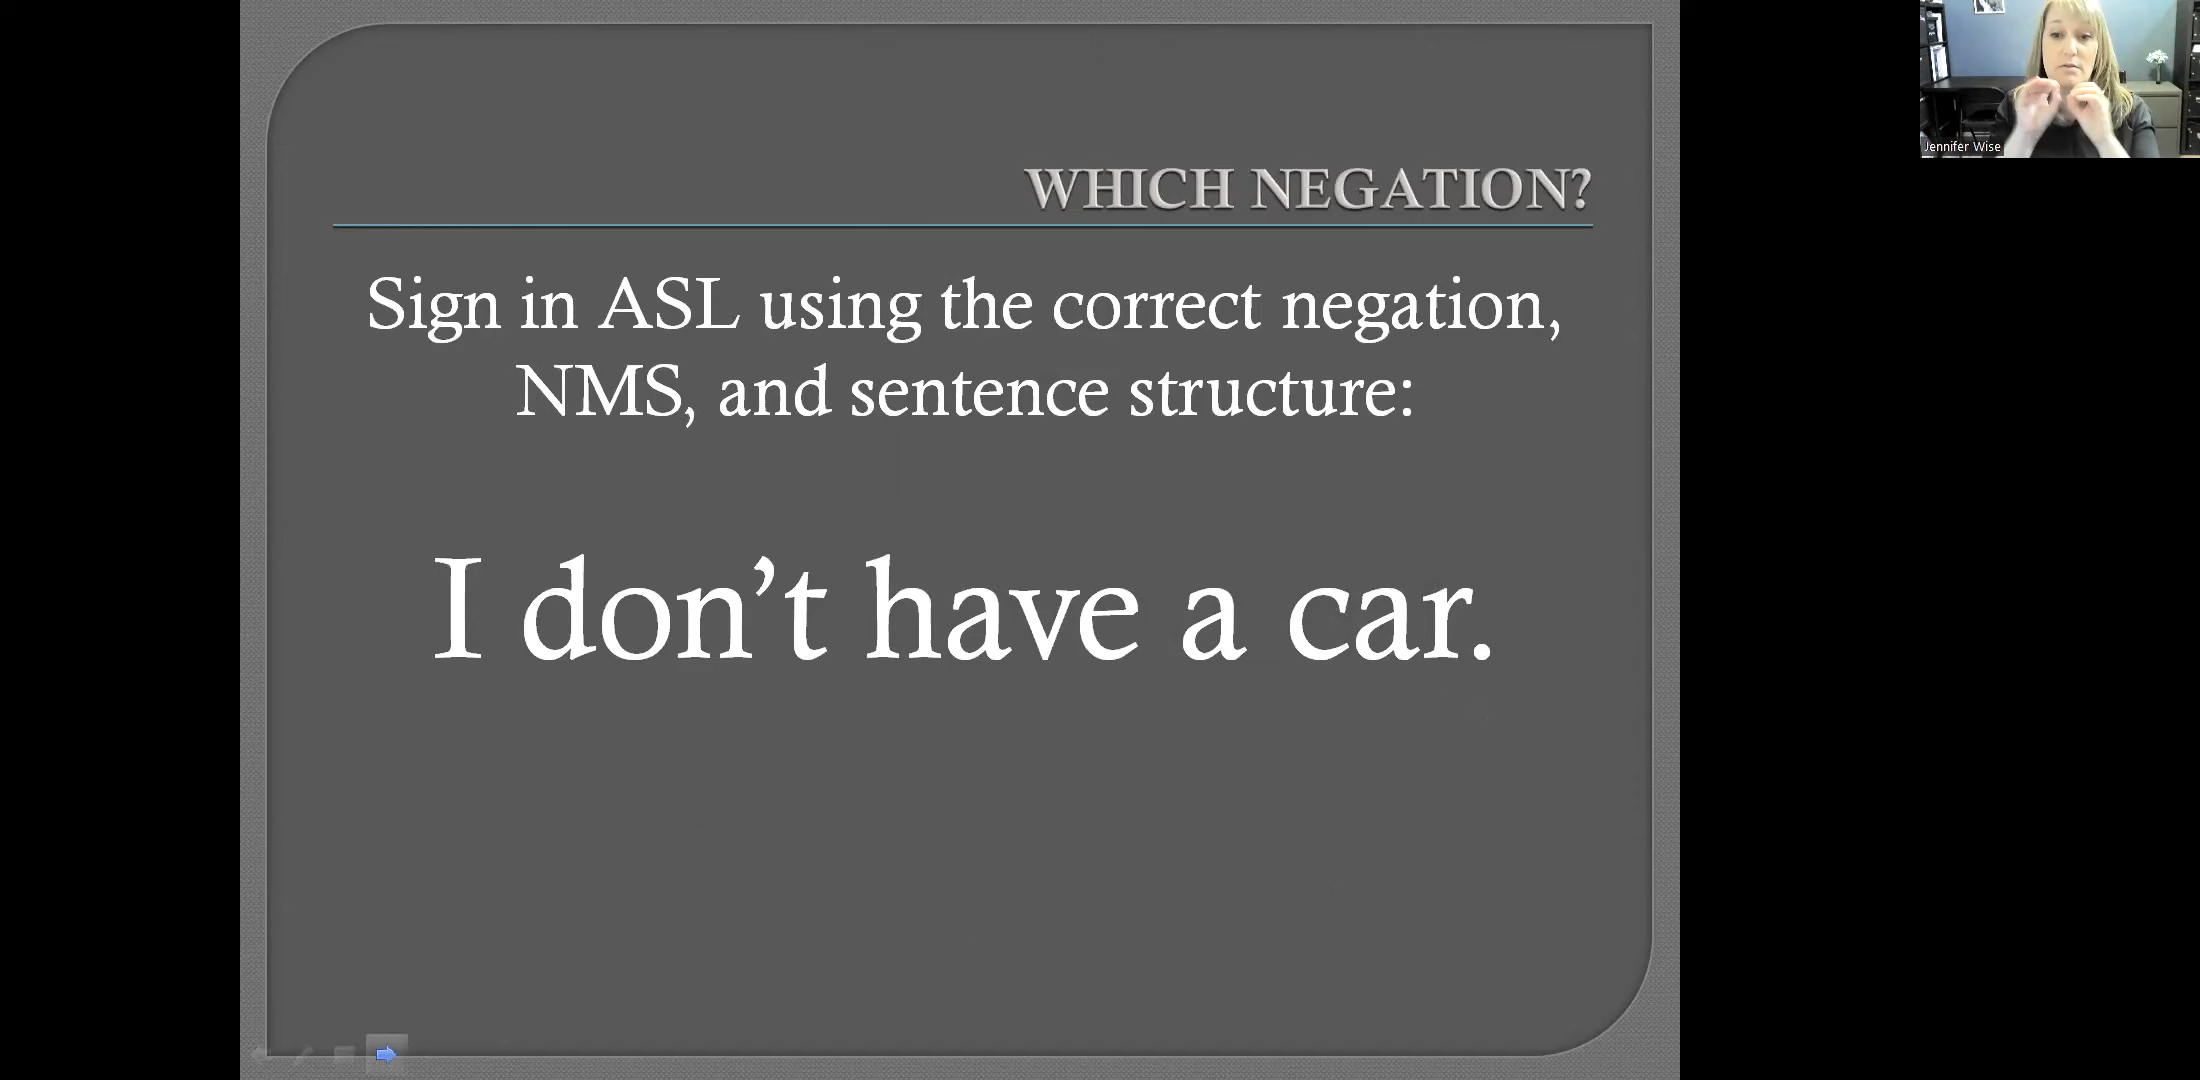 WHICH NEGATION?
Sign in ASL using the correct negation,
NMS, and sentence structure:
I don’t have a car.
Jennifer Wise